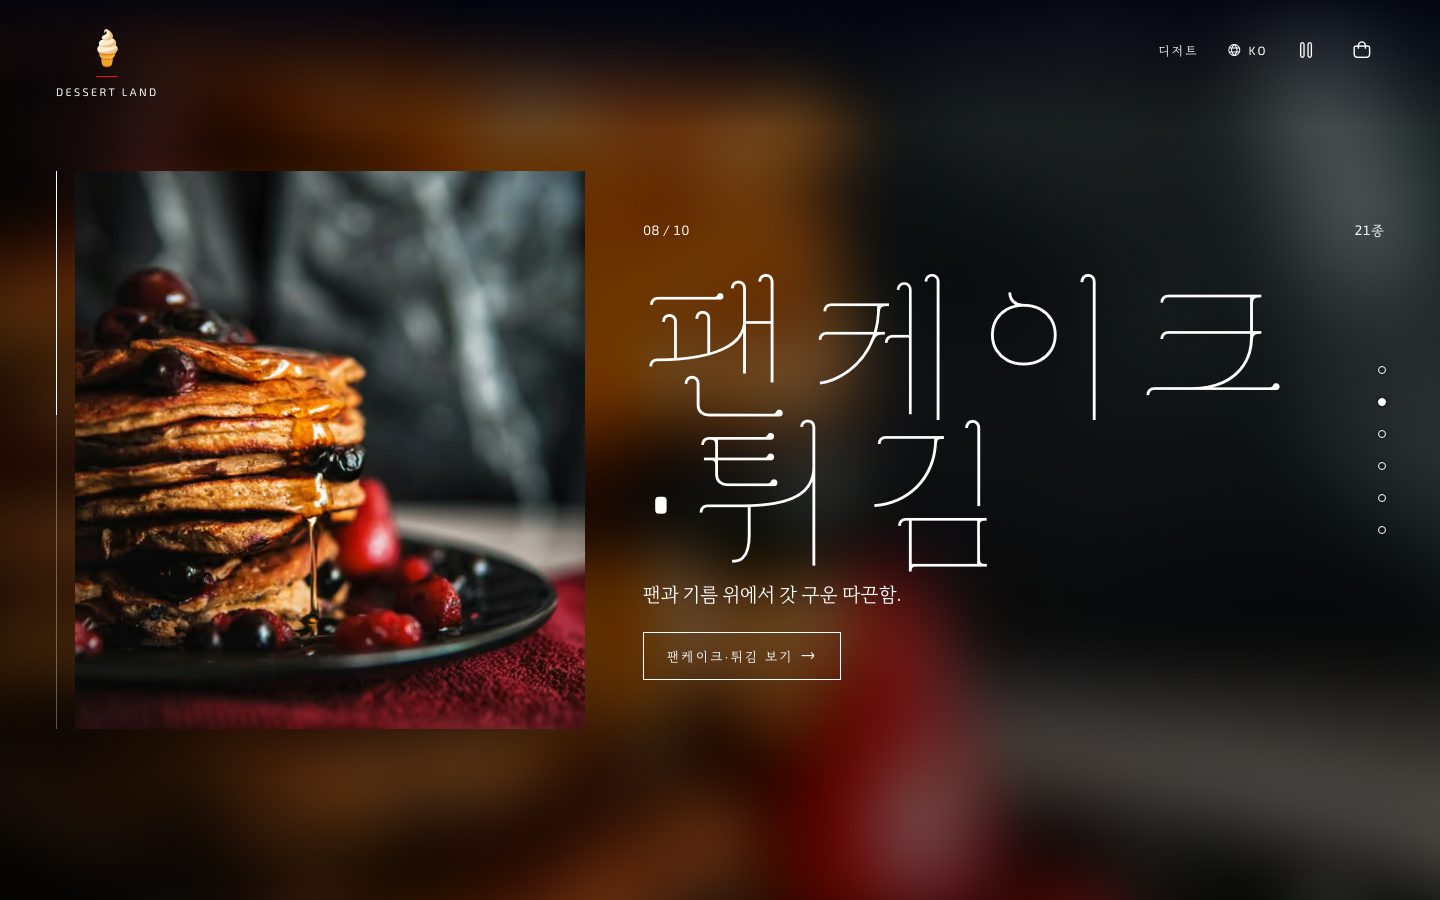 DESSERT LAND
디저트
KO
08 / 10
21종
팬케이크
·튀김
팬과 기름 위에서 갓 구운 따끈함.
팬케이크·튀김 보기 →